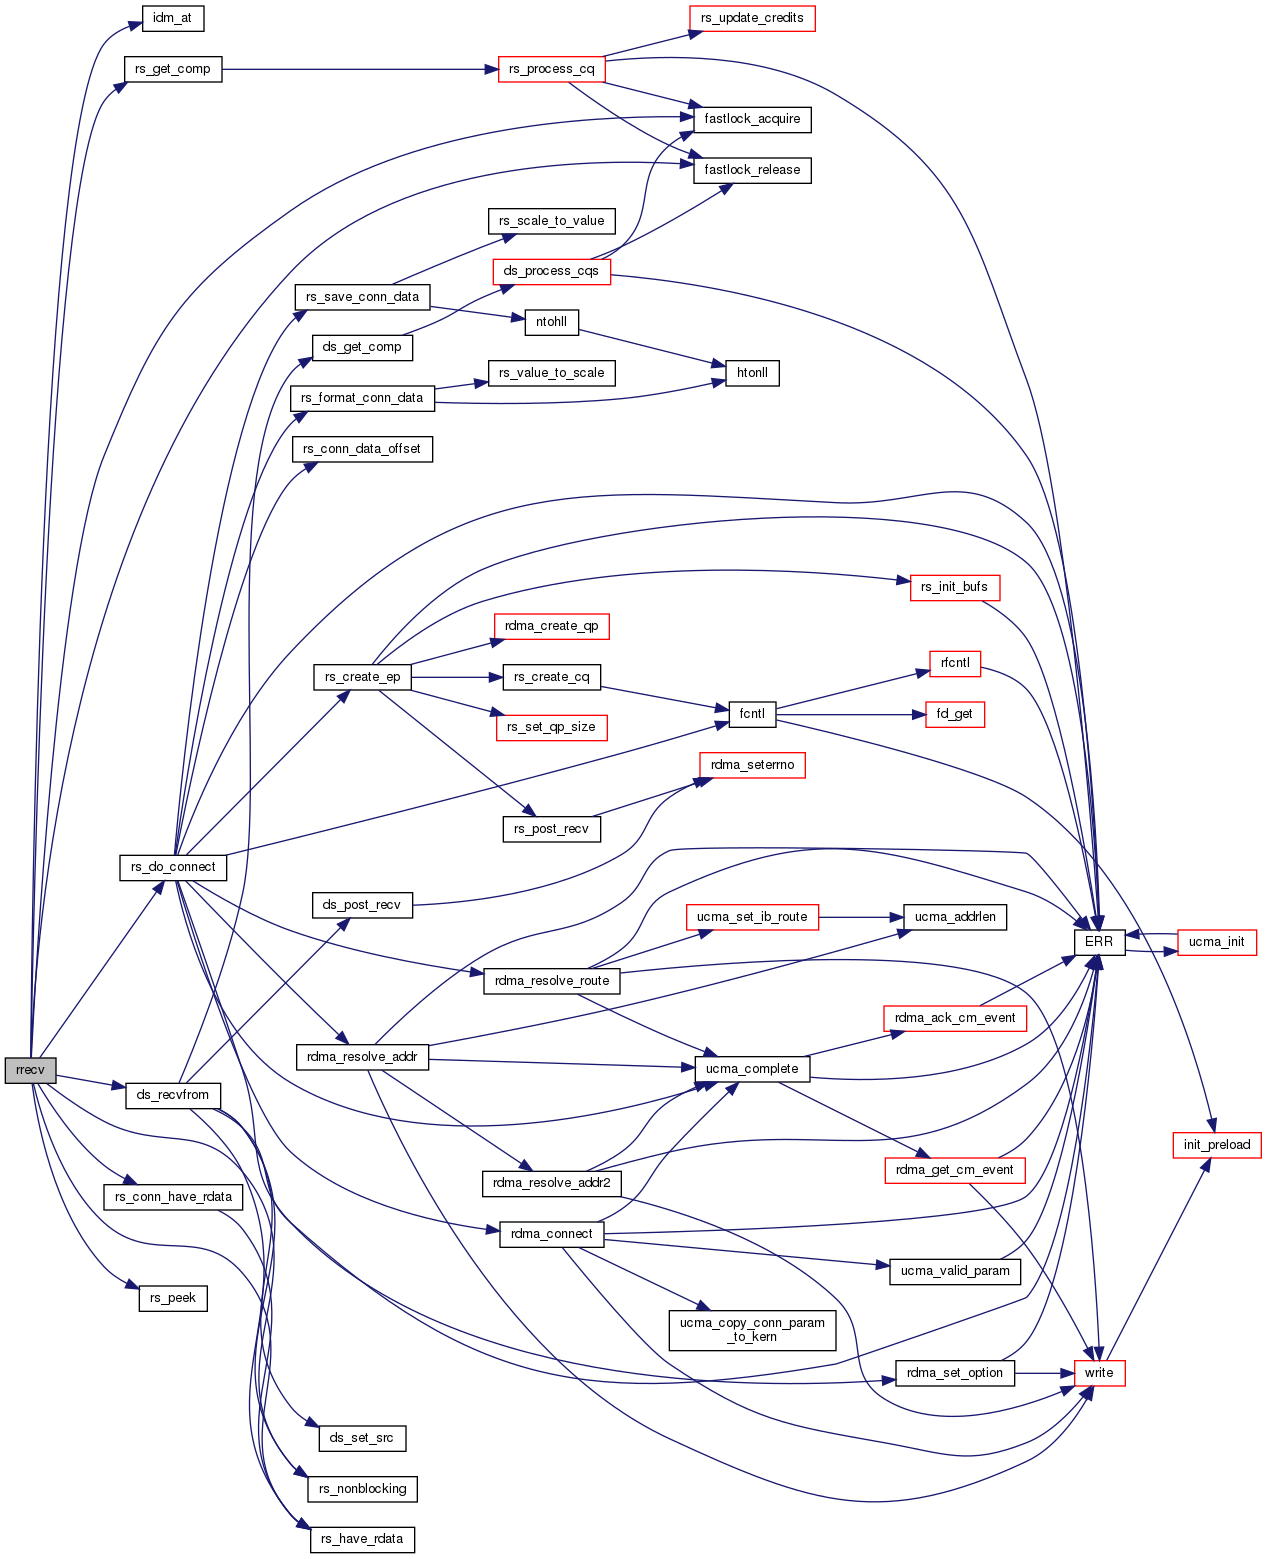 idm_at
rs_update_credits
rs_get_comp
rs_process_cq
fastlock_acquire
fastlock_release
rs_scale_to_value
ds_process_cqs
rs_save_conn_data
ntohll
ds_get_comp
htonll
rs_value_to_scale
rs_format_conn_data
rs_conn_data_offset
rs_init_bufs
rdma_create_qp
rfcntl
rs_create_ep
rs_create_cq
fcntl
fd_get
rs_set_qp_size
rdma_seterrno
rs_post_recv
rs_do_connect
ds_post_recv
ucma_set_ib_route
ucma_addrlen
ERR
ucma_init
rdma_resolve_route
rdma_ack_cm_event
rdma_resolve_addr
rrecv
ucma_complete
ds_recvfrom
init_preload
rdma_get_cm_event
rdma_resolve_addr2
rs_conn_have_rdata
rdma_connect
ucma_valid_param
rs_peek
ucma_copy_conn_param
_to_kern
rdma_set_option
write
ds_set_src
rs_nonblocking
rs_have_rdata